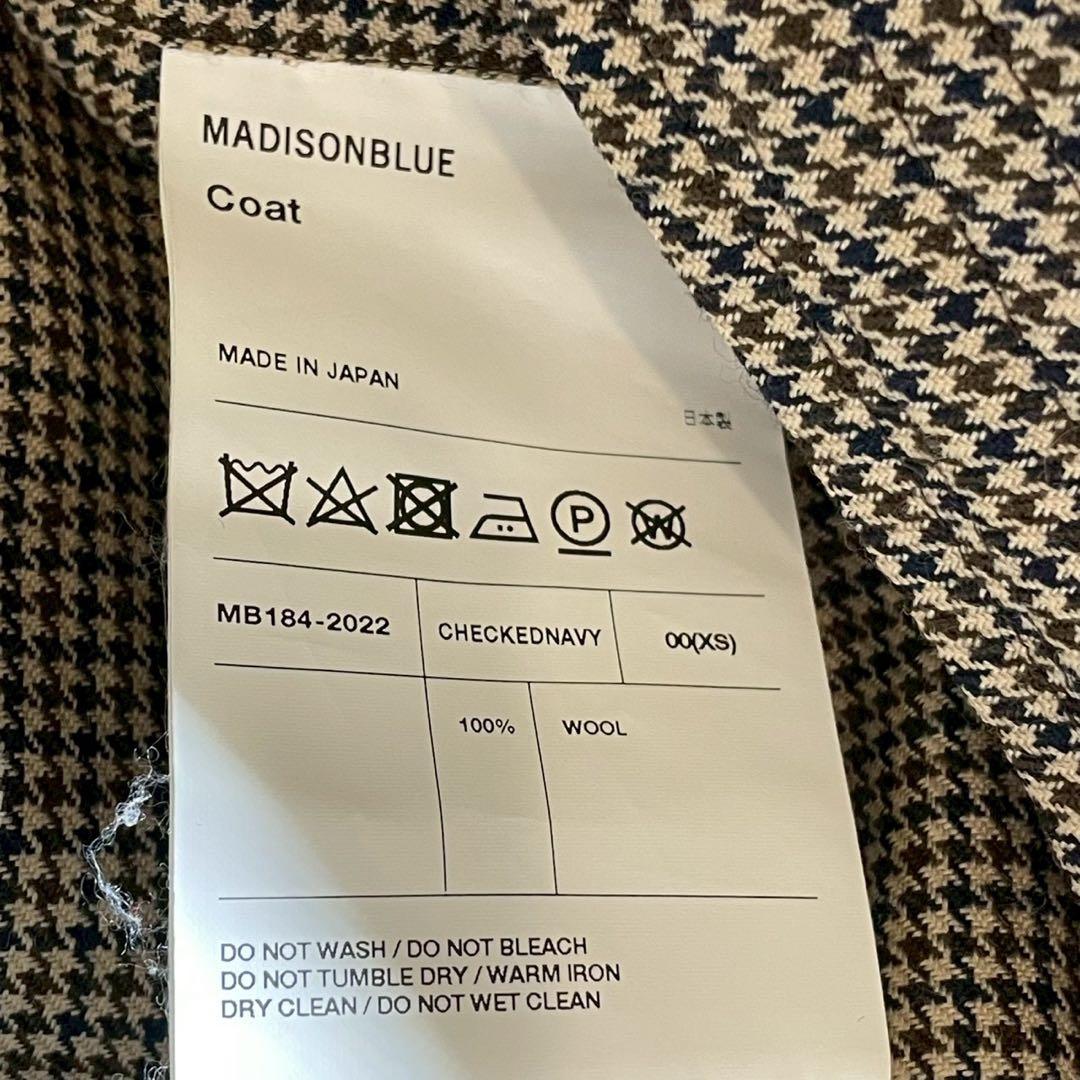 MADISONBLUE
Coat
MADE IN JAPAN
日本製
P
W
MB184-2022 CHECKEDNAVY 00(XS)
100% WOOL
DO NOT WASH / DO NOT BLEACH
DO NOT TUMBLE DRY / WARM IRON
DRY CLEAN / DO NOT WET CLEAN